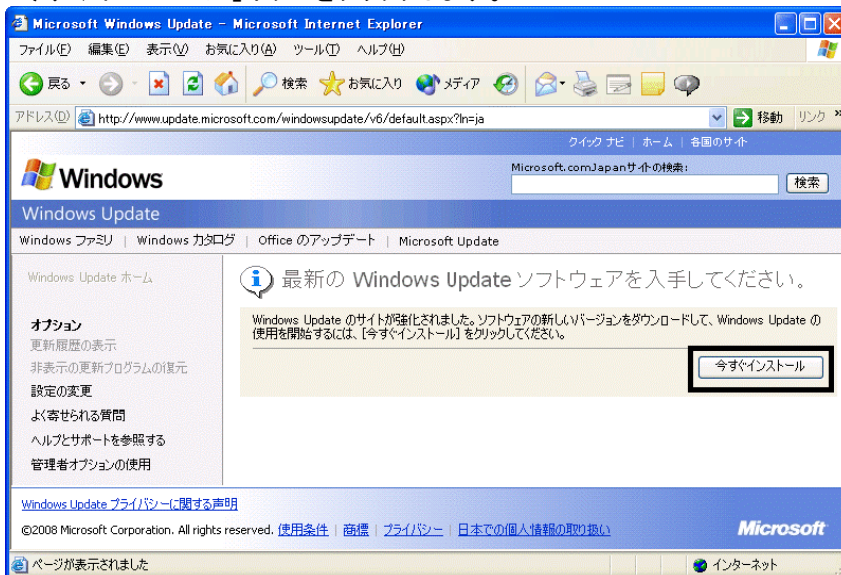 Microsoft Windows Update - Microsoft Internet Explorer
ファイル(F) 編集(E) 表示(V) お気に入り(A) ツール(T) ヘルプ(H)
戻る 検索 お気に入り メディア
アドレス(D) http://www.update.microsoft.com/windowsupdate/v6/default.aspx?ln=ja 移動 リンク »
クイック ナビ | ホーム | 各国のサイト
Windows
Microsoft.comJapanサイトの検索:
検索
Windows Update
Windows ファミリ | Windows カタログ | Office のアップデート | Microsoft Update
Windows Update ホーム
オプション
更新履歴の表示
非表示の更新プログラムの復元
設定の変更
よく寄せられる質問
ヘルプとサポートを参照する
管理者オプションの使用
最新の Windows Update ソフトウェアを入手してください。
Windows Update のサイトが強化されました。ソフトウェアの新しいバージョンをダウンロードして、Windows Update の
使用を開始するには、[今すぐインストール] をクリックしてください。
今すぐインストール
Windows Update プライバシーに関する声明
©2008 Microsoft Corporation. All rights reserved. 使用条件 | 商標 | プライバシー | 日本での個人情報の取り扱い
Microsoft
ページが表示されました インターネット